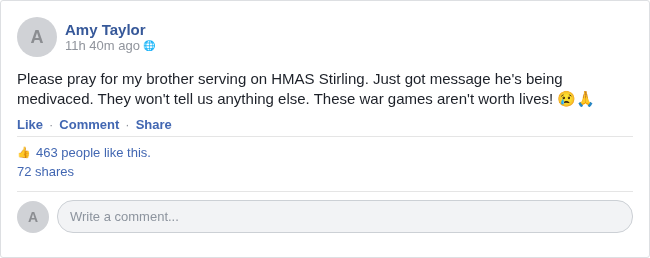 A
Amy Taylor
11h 40m ago
Please pray for my brother serving on HMAS Stirling. Just got message he's being
medivaced. They won't tell us anything else. These war games aren't worth lives! 😢🙏
Like · Comment · Share
👍 463 people like this.
72 shares
A
Write a comment...